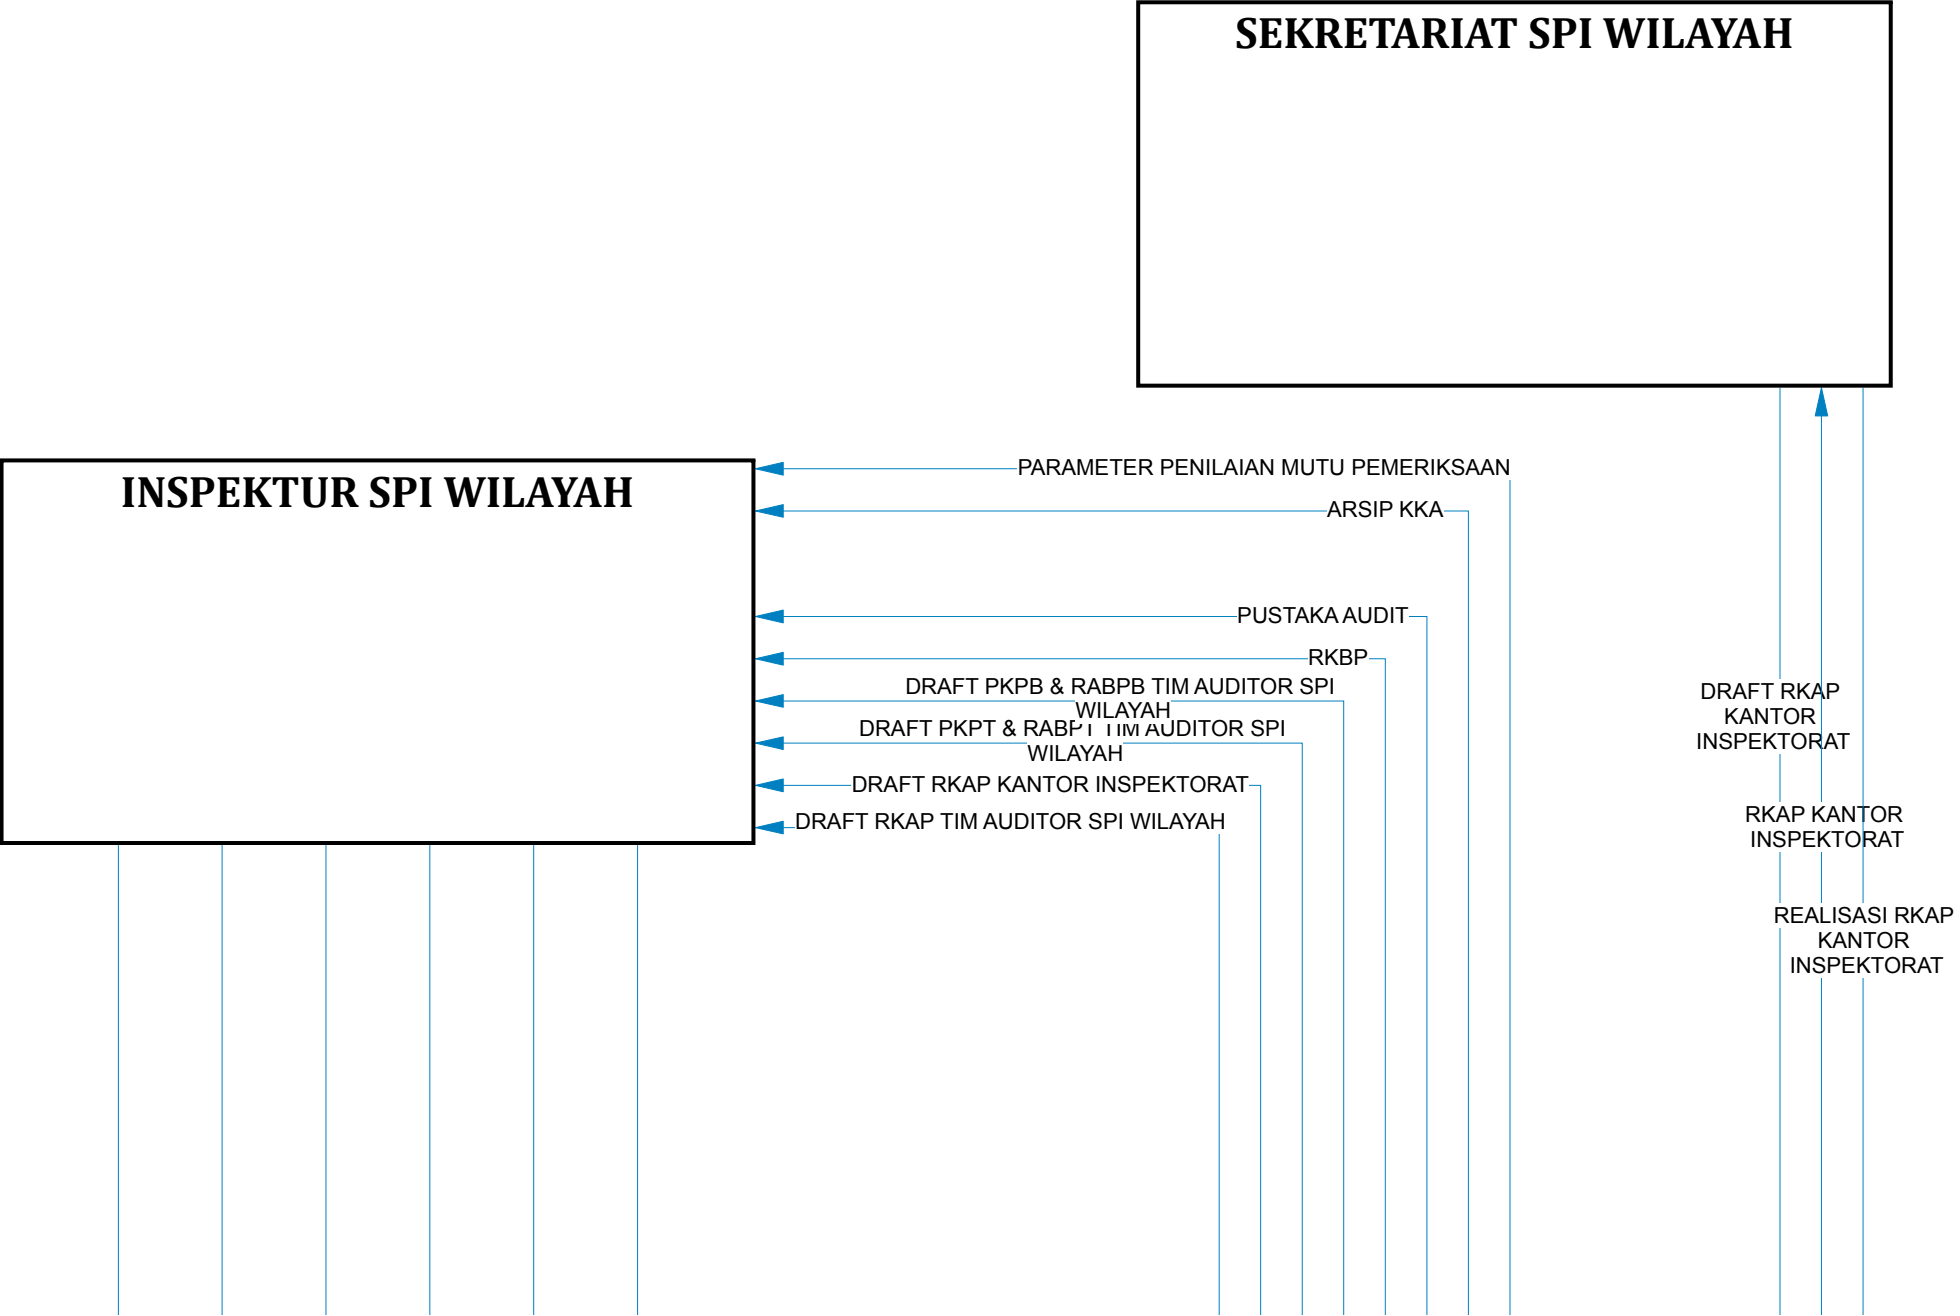 SEKRETARIAT SPI WILAYAH
INSPEKTUR SPI WILAYAH
PARAMETER PENILAIAN MUTU PEMERIKSAAN
ARSIP KKA
PUSTAKA AUDIT
RKBP
DRAFT PKPB & RABPB TIM AUDITOR SPI
WILAYAH
DRAFT PKPT & RABPT TIM AUDITOR SPI
WILAYAH
DRAFT RKAP KANTOR INSPEKTORAT
DRAFT RKAP TIM AUDITOR SPI WILAYAH
DRAFT RKAP
KANTOR
INSPEKTORAT
RKAP KANTOR
INSPEKTORAT
REALISASI RKAP
KANTOR
INSPEKTORAT